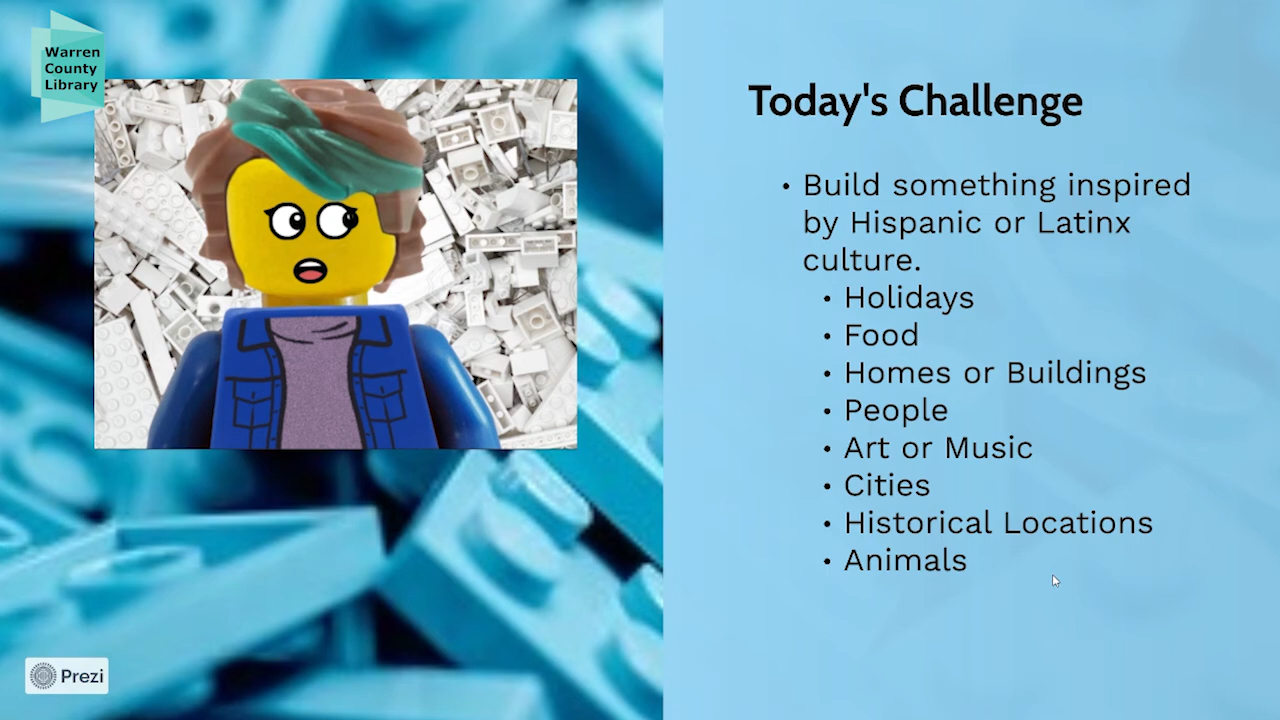 Warren
County
Library
Today's Challenge
• Build something inspired
by Hispanic or Latinx
culture.
• Holidays
• Food
• Homes or Buildings
• People
• Art or Music
• Cities
• Historical Locations
• Animals
Prezi